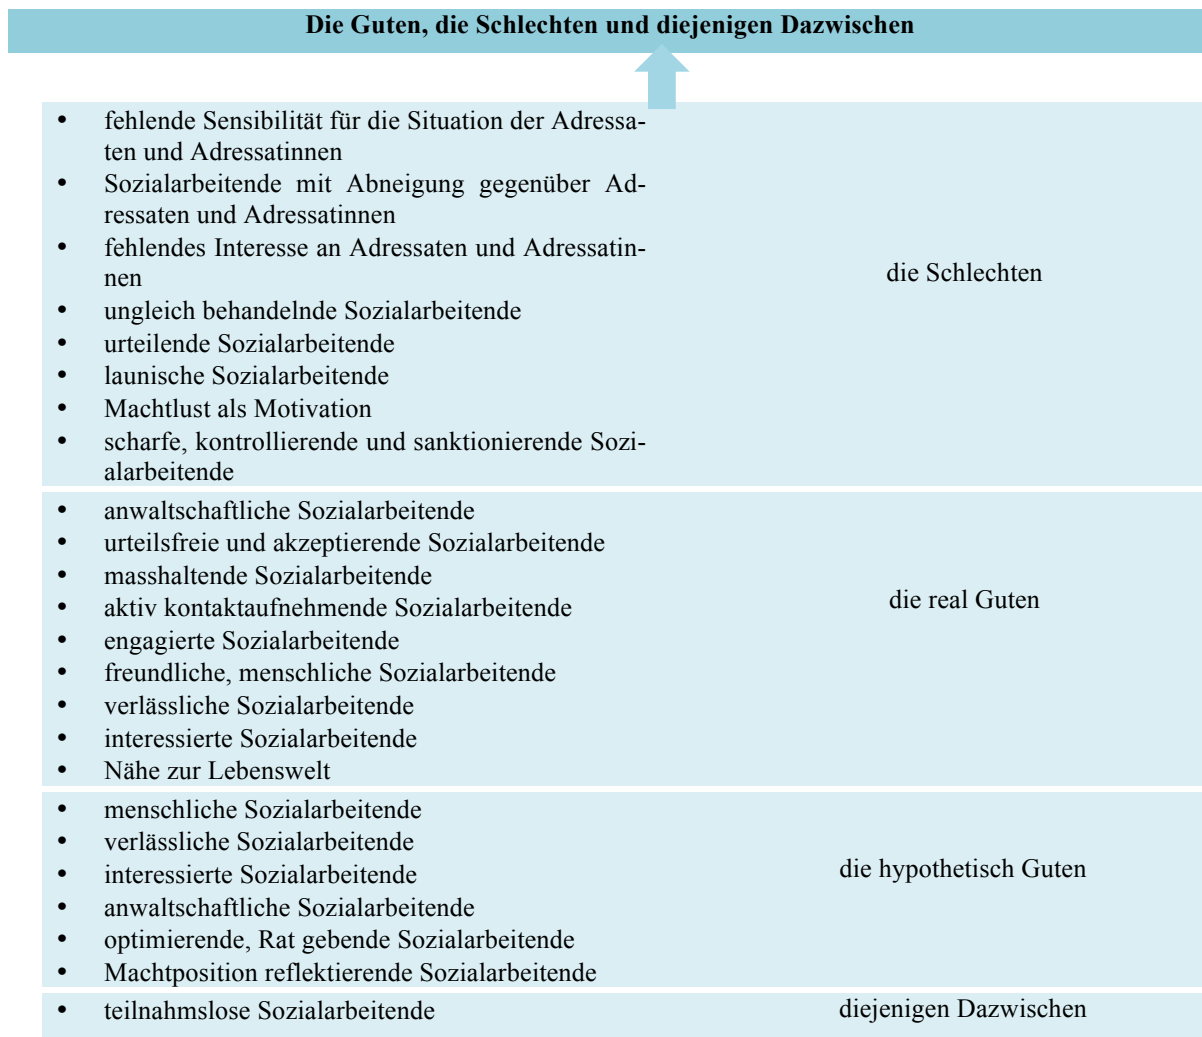 Die Guten, die Schlechten und diejenigen Dazwischen
• fehlende Sensibilität für die Situation der Adressa-
ten und Adressatinnen
• Sozialarbeitende mit Abneigung gegenüber Ad-
ressaten und Adressatinnen
• fehlendes Interesse an Adressaten und Adressatin-
nen
• ungleich behandelnde Sozialarbeitende
• urteilende Sozialarbeitende
• launische Sozialarbeitende
• Machtlust als Motivation
• scharfe, kontrollierende und sanktionierende Sozi-
alarbeitende
die Schlechten
• anwaltschaftliche Sozialarbeitende
• urteilsfreie und akzeptierende Sozialarbeitende
• masshaltende Sozialarbeitende
• aktiv kontaktaufnehmende Sozialarbeitende
• engagierte Sozialarbeitende
• freundliche, menschliche Sozialarbeitende
• verlässliche Sozialarbeitende
• interessierte Sozialarbeitende
• Nähe zur Lebenswelt
die real Guten
• menschliche Sozialarbeitende
• verlässliche Sozialarbeitende
• interessierte Sozialarbeitende
• anwaltschaftliche Sozialarbeitende
• optimierende, Rat gebende Sozialarbeitende
• Machtposition reflektierende Sozialarbeitende
die hypothetisch Guten
• teilnahmslose Sozialarbeitende
diejenigen Dazwischen